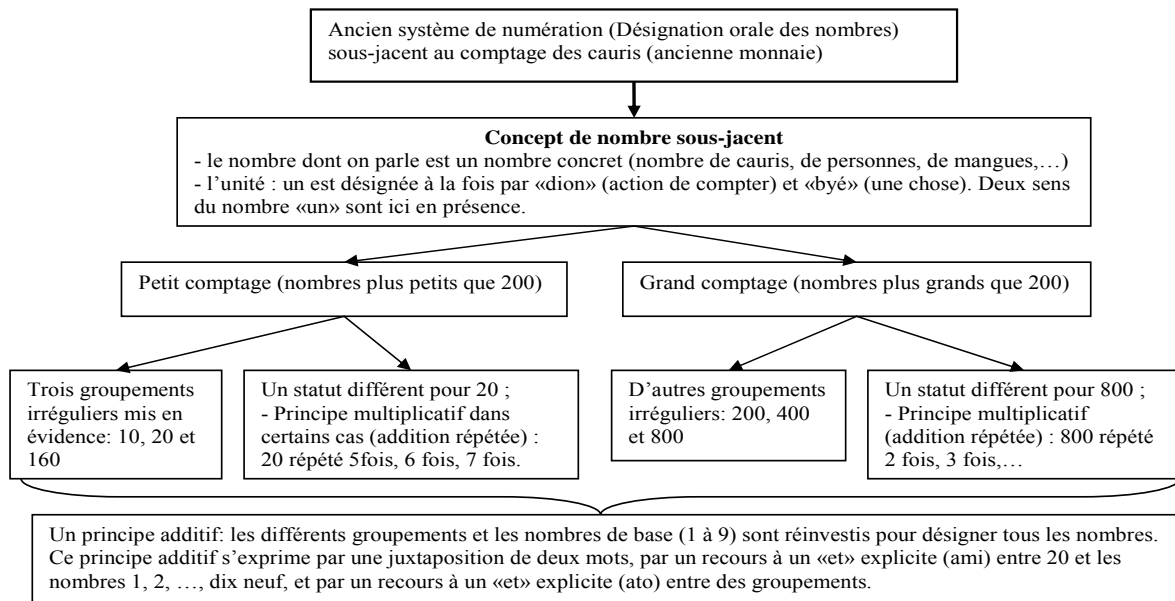 Ancien système de numération (Désignation orale des nombres)
sous-jacent au comptage des cauris (ancienne monnaie)
Concept de nombre sous-jacent
- le nombre dont on parle est un nombre concret (nombre de cauris, de personnes, de mangues,…)
- l’unité : un est désignée à la fois par «dion» (action de compter) et «byé» (une chose). Deux sens
du nombre «un» sont ici en présence.
Petit comptage (nombres plus petits que 200)
Grand comptage (nombres plus grands que 200)
Trois groupements
irréguliers mis en
évidence: 10, 20 et
160
Un statut différent pour 20 ;
- Principe multiplicatif dans
certains cas (addition répétée) :
20 répété 5fois, 6 fois, 7 fois.
D’autres groupements
irréguliers: 200, 400
et 800
Un statut différent pour 800 ;
- Principe multiplicatif
(addition répétée) : 800 répété
2 fois, 3 fois,…
Un principe additif: les différents groupements et les nombres de base (1 à 9) sont réinvestis pour désigner tous les nombres.
Ce principe additif s’exprime par une juxtaposition de deux mots, par un recours à un «et» explicite (ami) entre 20 et les
nombres 1, 2, …, dix neuf, et par un recours à un «et» explicite (ato) entre des groupements.